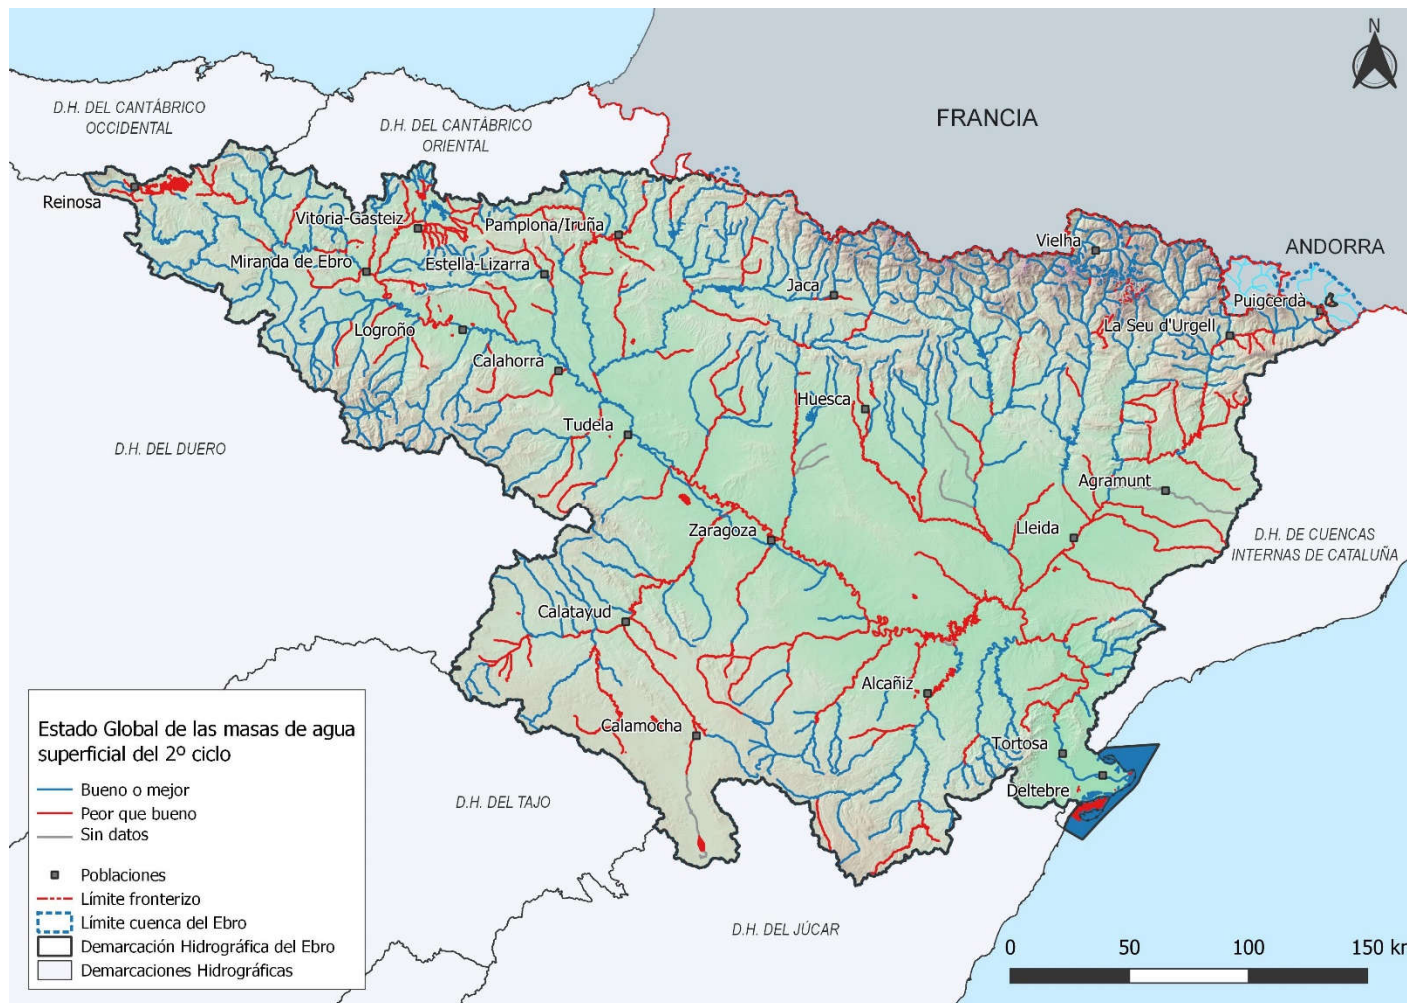 N
D.H. DEL CANTÁBRICO
OCCIDENTAL
D.H. DEL CANTÁBRICO
ORIENTAL
FRANCIA
Reinosa
Vitoria-Gasteiz
Pamplona/Iruña
Vielha
ANDORRA
Miranda de Ebro
Estella-Lizarra
Jaca
Puigcerdà
Logroño
La Seu d'Urgell
Calahorra
Huesca
Tudela
D.H. DEL DUERO
Agramunt
Zaragoza
Lleida
D.H. DE CUENCAS
INTERNAS DE CATALUÑA
Calatayud
Alcañiz
Calamocha
Tortosa
Deltebre
D.H. DEL TAJO
D.H. DEL JÚCAR
Estado Global de las masas de agua
superficial del 2º ciclo
Bueno o mejor
Peor que bueno
Sin datos
Poblaciones
Límite fronterizo
Límite cuenca del Ebro
Demarcación Hidrográfica del Ebro
Demarcaciones Hidrográficas
0 50 100 150